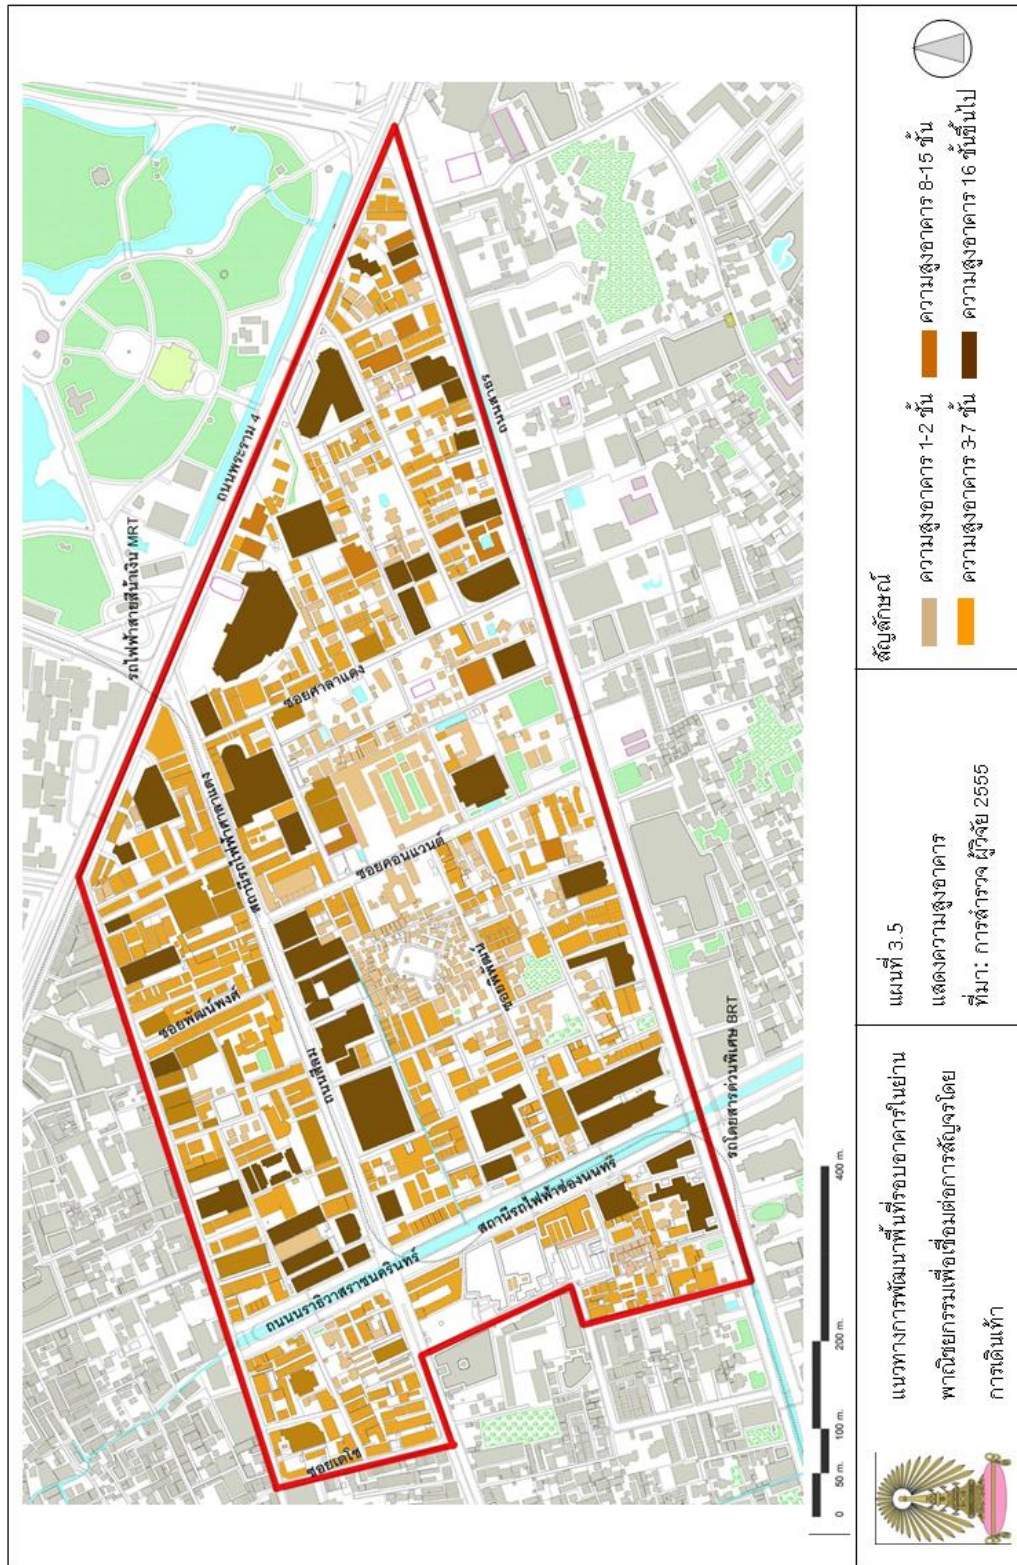 รถไฟฟ้าสายสีน้ำเงิน MRT
ถนนพระราม 4
ถนนสาธร
ซอยศาลาแดง
สถานีรถไฟฟ้าศาลาแดง
ซอยคอนแวนต์
ซอยพิพัฒน์
ซอยพัฒน์พงศ์
ถนนสีลม
สถานีรถไฟฟ้าช่องนนทรี
ถนนนราธิวาสราชนครินทร์
รถโดยสารด่วนพิเศษ BRT
ซอยเดโช
0 50 m. 100 m. 200 m. 400 m.
แนวทางการพัฒนาพื้นที่รอบอาคารในย่าน
พาณิชยกรรมเพื่อเชื่อมต่อการสัญจรโดย
การเดินเท้า
แผนที่ 3.5
แสดงความสูงอาคาร
ที่มา: การสำรวจ ผู้วิจัย 2555
สัญลักษณ์
ความสูงอาคาร 1-2 ชั้น ความสูงอาคาร 8-15 ชั้น
ความสูงอาคาร 3-7 ชั้น ความสูงอาคาร 16 ชั้นขึ้นไป